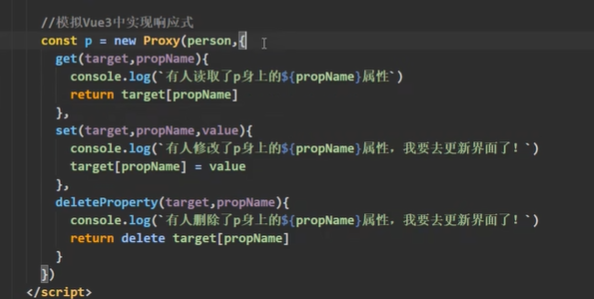 //模拟Vue3中实现响应式
const p = new Proxy(person,{
get(target,propName){
console.log(`有人读取了p身上的${propName}属性`)
return target[propName]
},
set(target,propName,value){
console.log(`有人修改了p身上的${propName}属性，我要去更新界面了！`)
target[propName] = value
},
deleteProperty(target,propName){
console.log(`有人删除了p身上的${propName}属性，我要去更新界面了！`)
return delete target[propName]
}
})
</script>